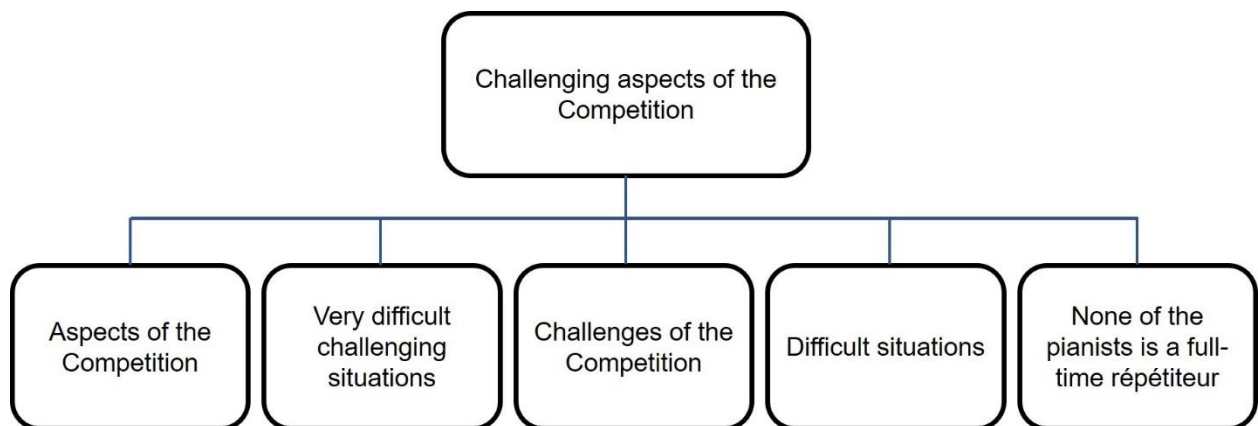 Challenging aspects of the
Competition
Aspects of the
Competition
Very difficult
challenging
situations
Challenges of the
Competition
Difficult situations
None of the
pianists is a full-
time répétiteur